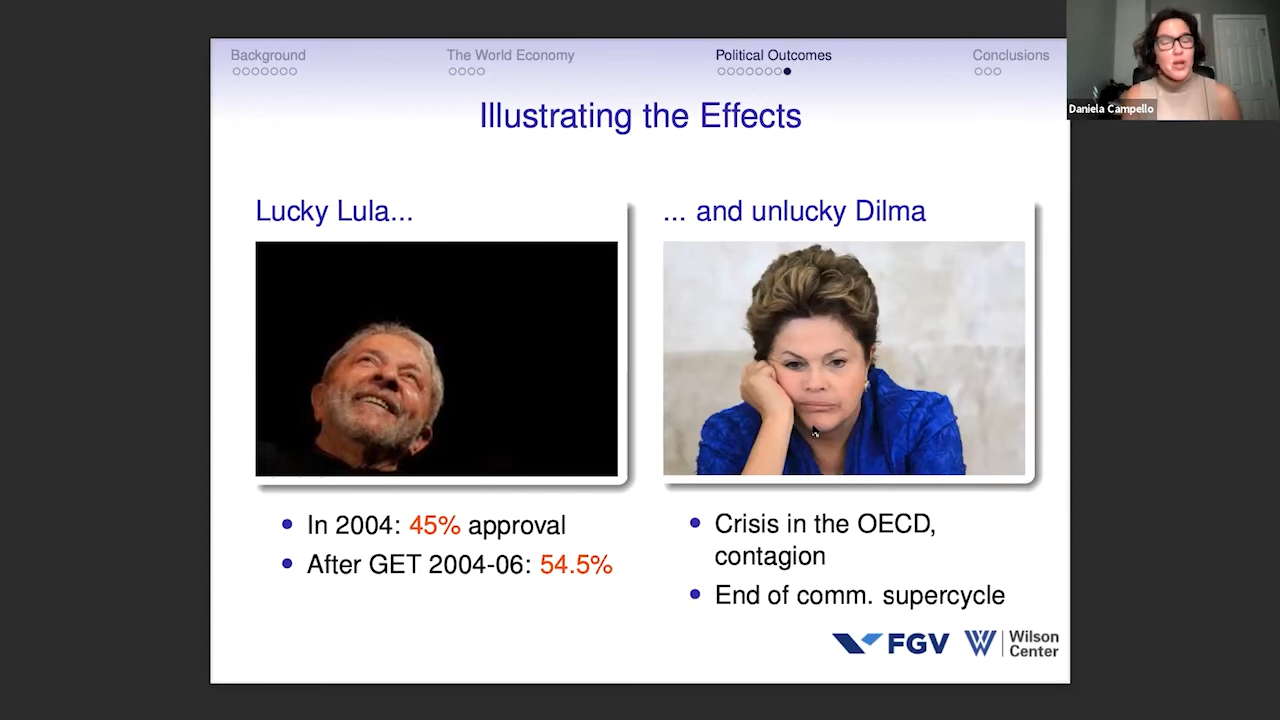 Background
The World Economy
Political Outcomes
Conclusions
Daniela Campello
Illustrating the Effects
Lucky Lula...
In 2004: 45% approval
After GET 2004-06: 54.5%
... and unlucky Dilma
Crisis in the OECD,
contagion
End of comm. supercycle
FGV
Wilson
Center